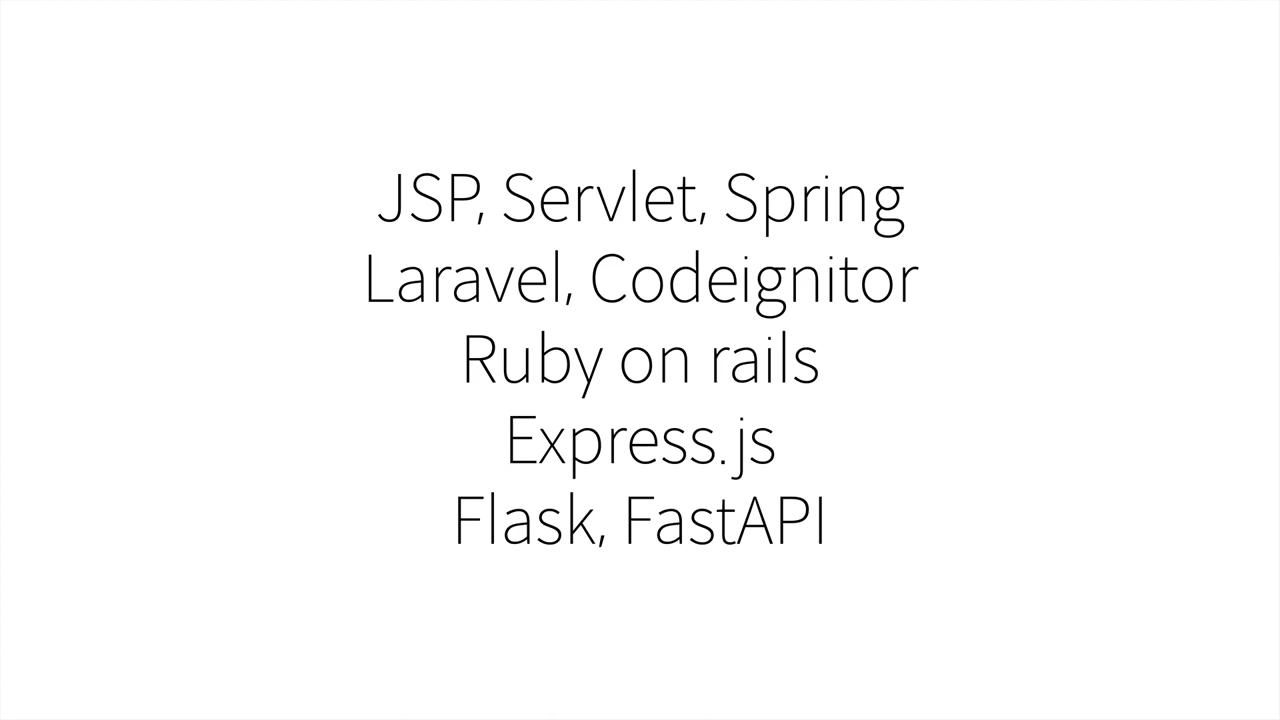 JSP, Servlet, Spring
Laravel, Codeignitor
Ruby on rails
Express.js
Flask, FastAPI